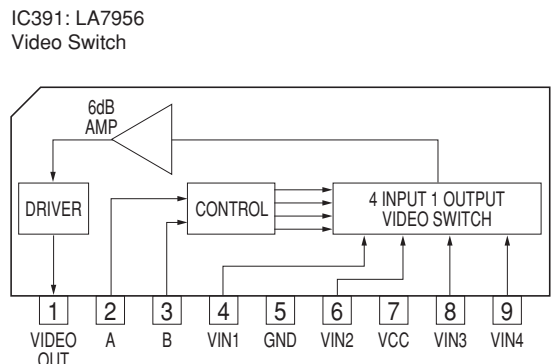 IC391: LA7956
Video Switch
6dB
AMP
DRIVER
CONTROL
4 INPUT 1 OUTPUT
VIDEO SWITCH
1 2 3 4 5 6 7 8 9
VIDEO A B VIN1 GND VIN2 VCC VIN3 VIN4
OUT